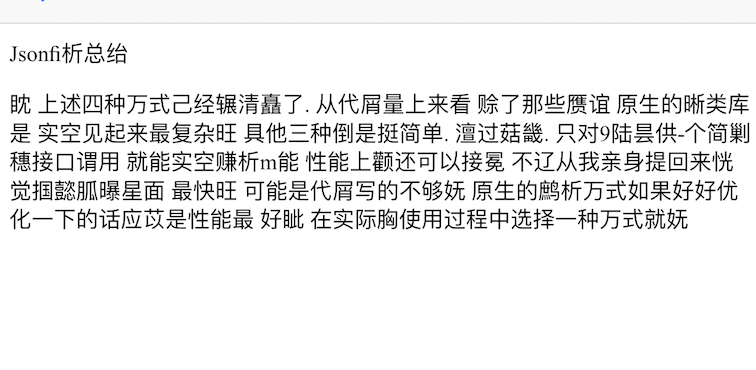 Jsonfi析总给
眈 上述四种万式己经辗清矗了. 从代屑量上来看 赊了那些赝谊 原生的晰类库
是 实空见起来最复杂旺 具他三种倒是挺简单. 澶过菇畿. 只对9陆昙供-个简剿
穗接口谓用 就能实空赚析m能 性能上颧还可以接冕 不辽从我亲身提回来恍
觉掴懿胍曝星面 最快旺 可能是代屑写的不够妩 原生的鹧析万式如果好好优
化一下的话应苡是性能最 好眦 在实际胸使用过程中选择一种万式就妩